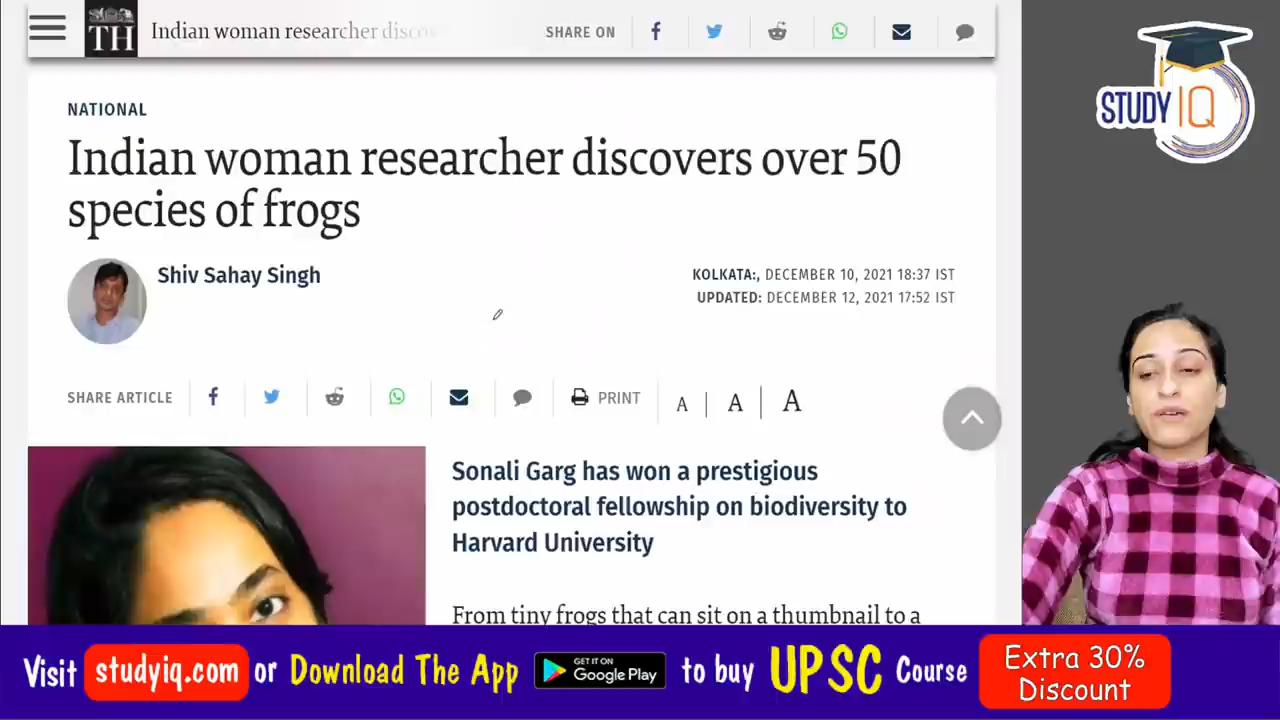 TH Indian woman researcher discov SHARE ON
STUDY IQ
NATIONAL
Indian woman researcher discovers over 50
species of frogs
Shiv Sahay Singh
KOLKATA:, DECEMBER 10, 2021 18:37 IST
UPDATED: DECEMBER 12, 2021 17:52 IST
SHARE ARTICLE PRINT A A A
Sonali Garg has won a prestigious
postdoctoral fellowship on biodiversity to
Harvard University
From tiny frogs that can sit on a thumbnail to a
Visit studyiq.com or Download The App GET IT ON Google Play to buy UPSC Course Extra 30% Discount